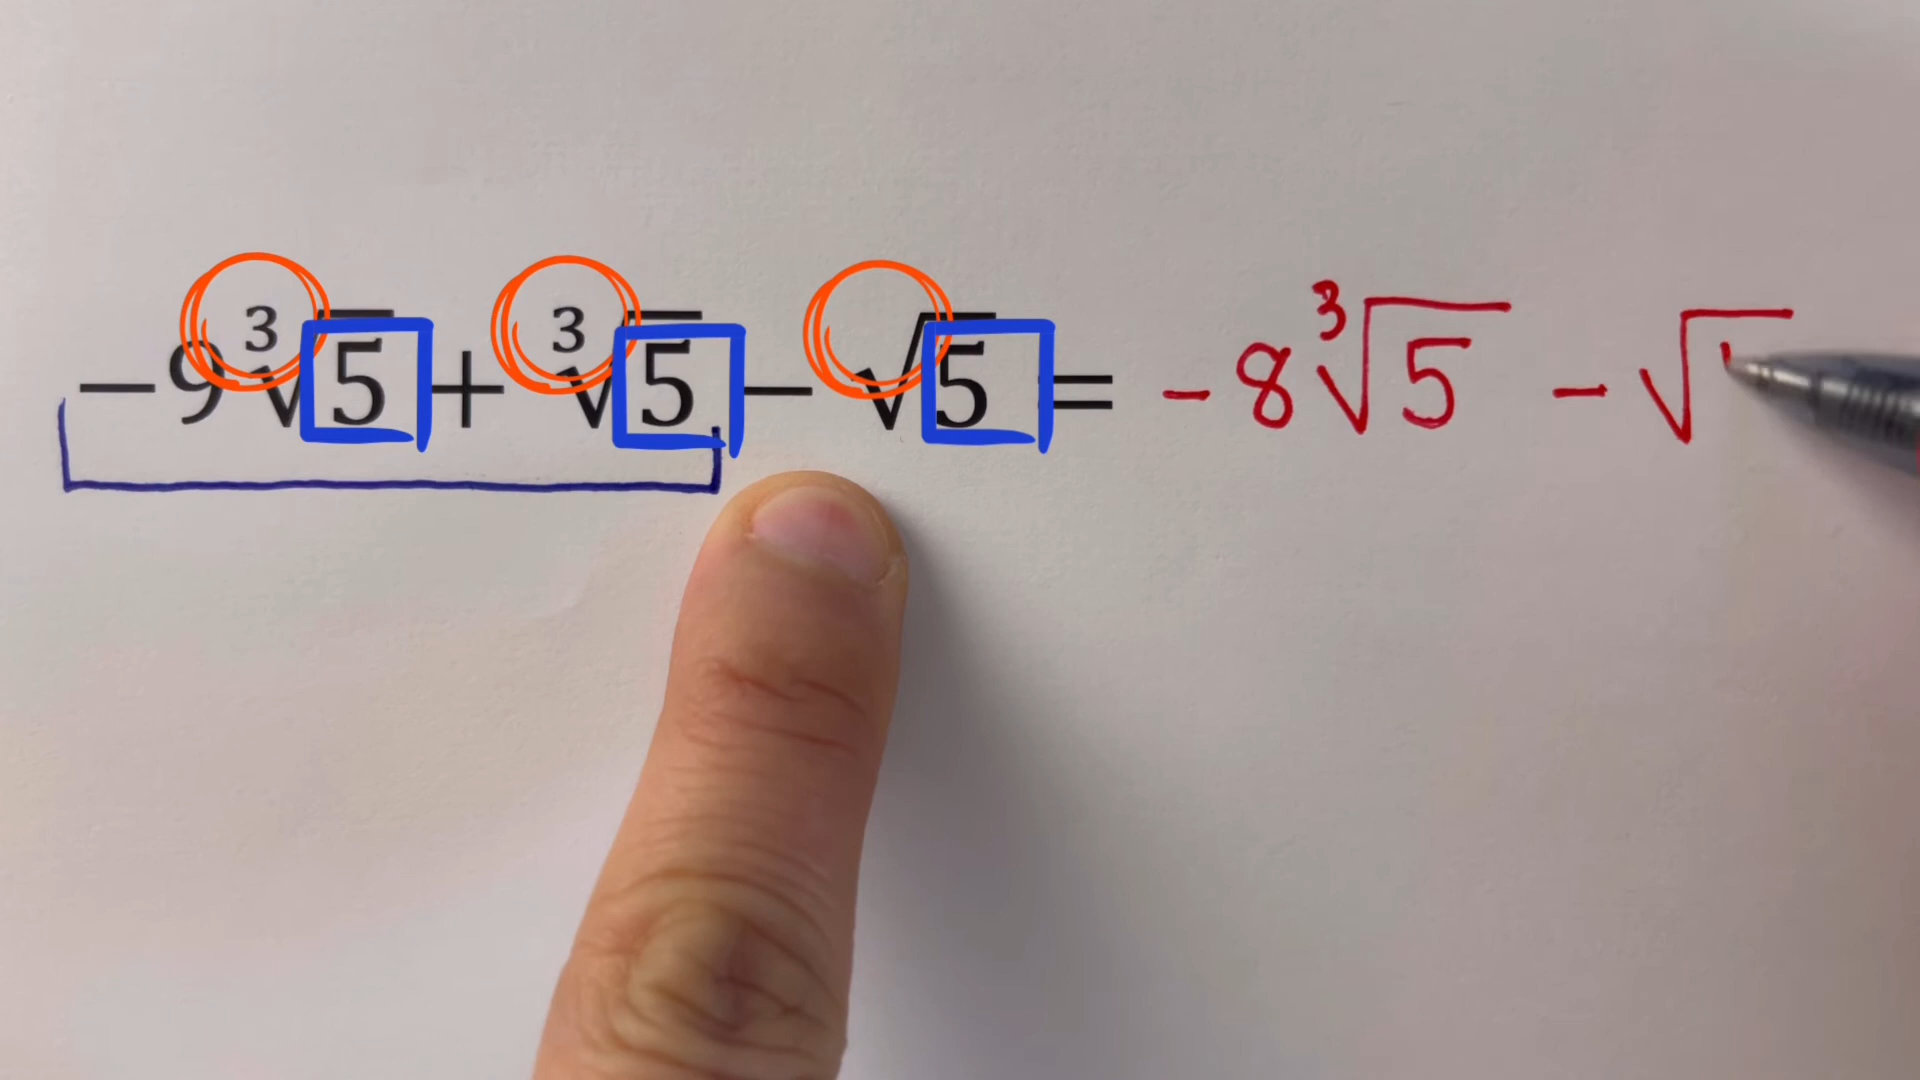 −9∛5 + ∛5 − √5 = -8∛5 - √